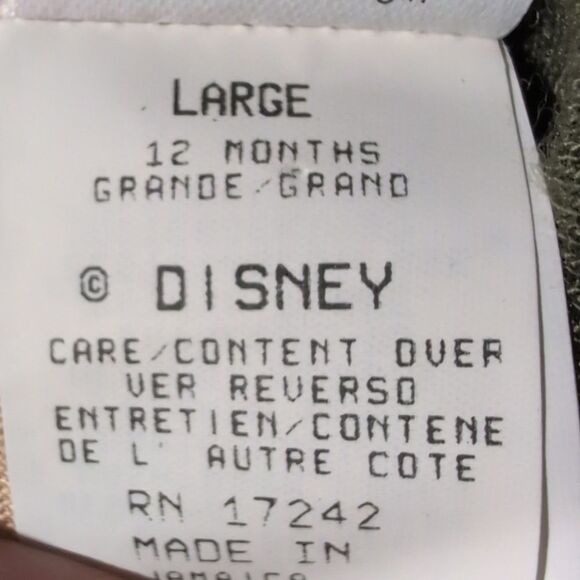 LARGE
12 MONTHS
GRANDE/GRAND
© DISNEY
CARE/CONTENT OVER
VER REVERSO
ENTRETIEN/CONTENE
DE L' AUTRE COTE
RN 17242
MADE IN
JAMAICA